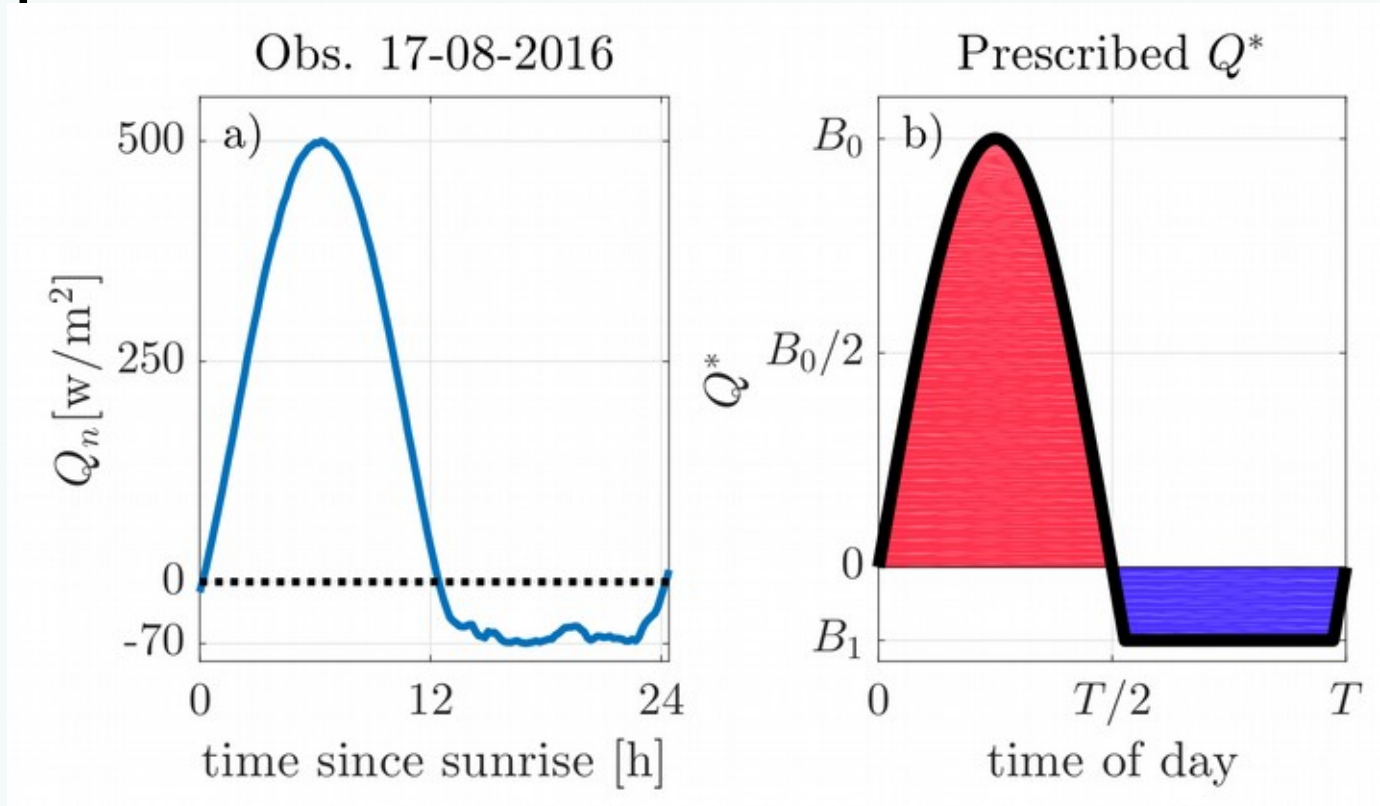 Obs. 17-08-2016
a)
500
250
0
-70
Qₙ[w/m²]
0 12 24
time since sunrise [h]
Prescribed Q*
b)
B₀
B₀/2
0
B₁
Q*
0 T/2 T
time of day